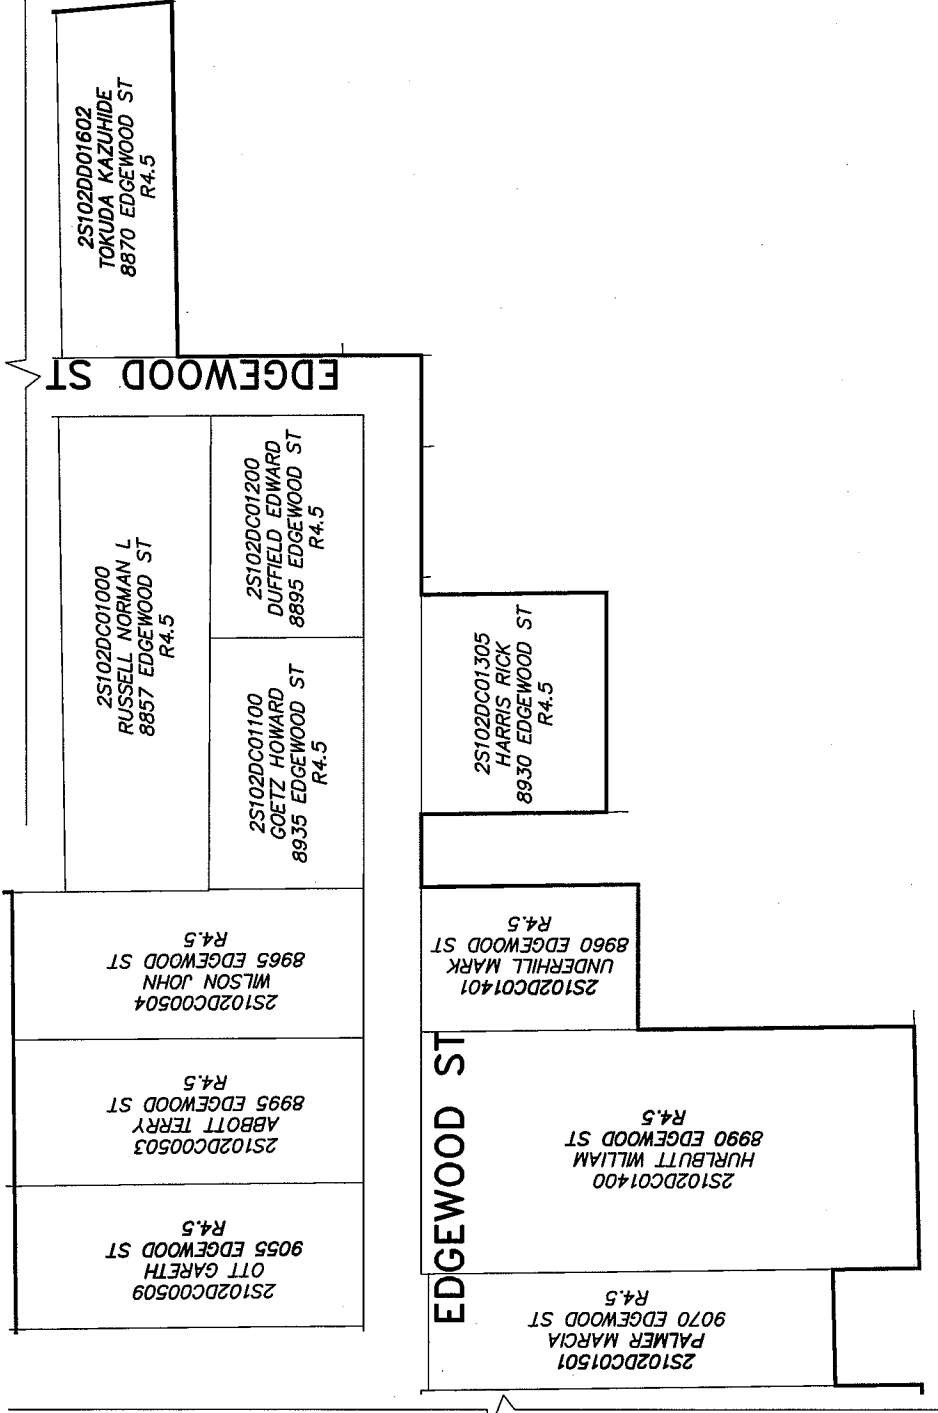 2S102DD01602
TOKUDA KAZUHIDE
8870 EDGEWOOD ST
R4.5
EDGEWOOD ST
2S102DC01000
RUSSELL NORMAN L
8857 EDGEWOOD ST
R4.5
2S102DC01200
DUFFIELD EDWARD
8895 EDGEWOOD ST
R4.5
2S102DC01100
GOETZ HOWARD
8935 EDGEWOOD ST
R4.5
2S102DC01305
HARRIS RICK
8930 EDGEWOOD ST
R4.5
2S102DC00504
WILSON JOHN
8965 EDGEWOOD ST
R4.5
2S102DC01401
UNDERHILL MARK
8960 EDGEWOOD ST
R4.5
2S102DC00503
ABBOTT TERRY
8995 EDGEWOOD ST
R4.5
EDGEWOOD ST
2S102DC01400
HURLBUTT WILLIAM
8990 EDGEWOOD ST
R4.5
2S102DC00509
OTT GARETH
9055 EDGEWOOD ST
R4.5
2S102DC01501
PALMER MARCIA
9070 EDGEWOOD ST
R4.5